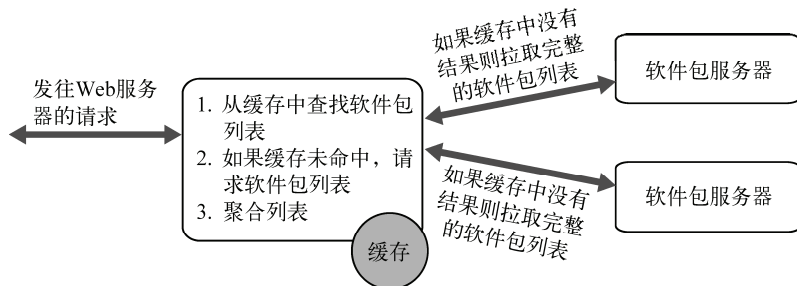 发往Web服务
器的请求
1. 从缓存中查找软件包
列表
2. 如果缓存未命中，请
求软件包列表
3. 聚合列表
缓存
如果缓存中没有
结果则拉取完整
的软件包列表
软件包服务器
如果缓存中没有
结果则拉取完整
的软件包列表
软件包服务器